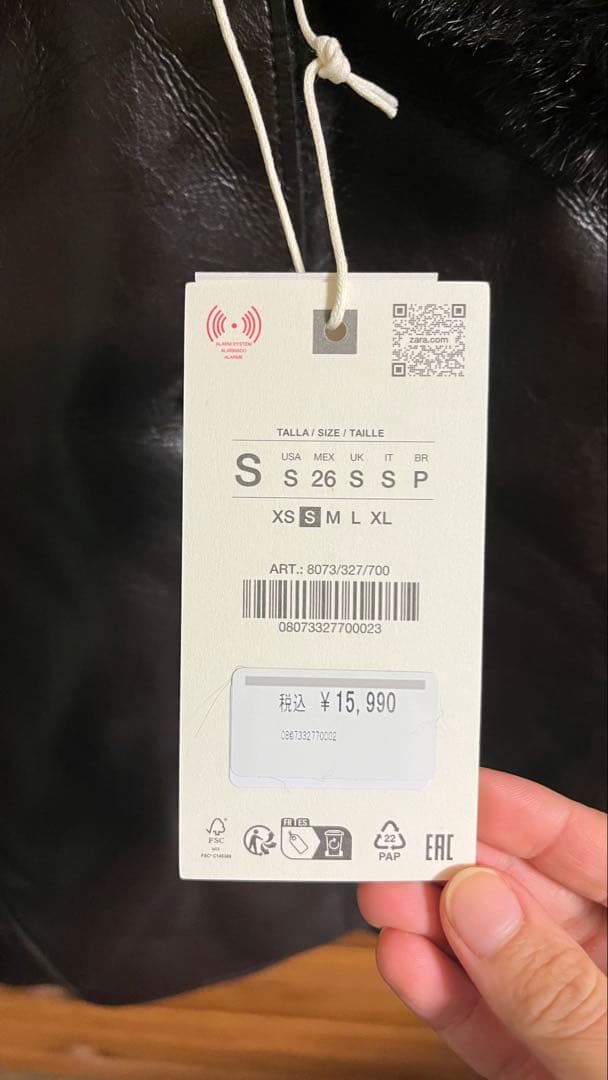 ALARM SYSTEM
ALARMADO
ALARME
zara.com
TALLA / SIZE / TAILLE
USA MEX UK IT BR
S S 26 S S P
XS S M L XL
ART.: 8073/327/700
08073327700023
税込 ¥15,990
FR ES
FSC
22
PAP
EAC